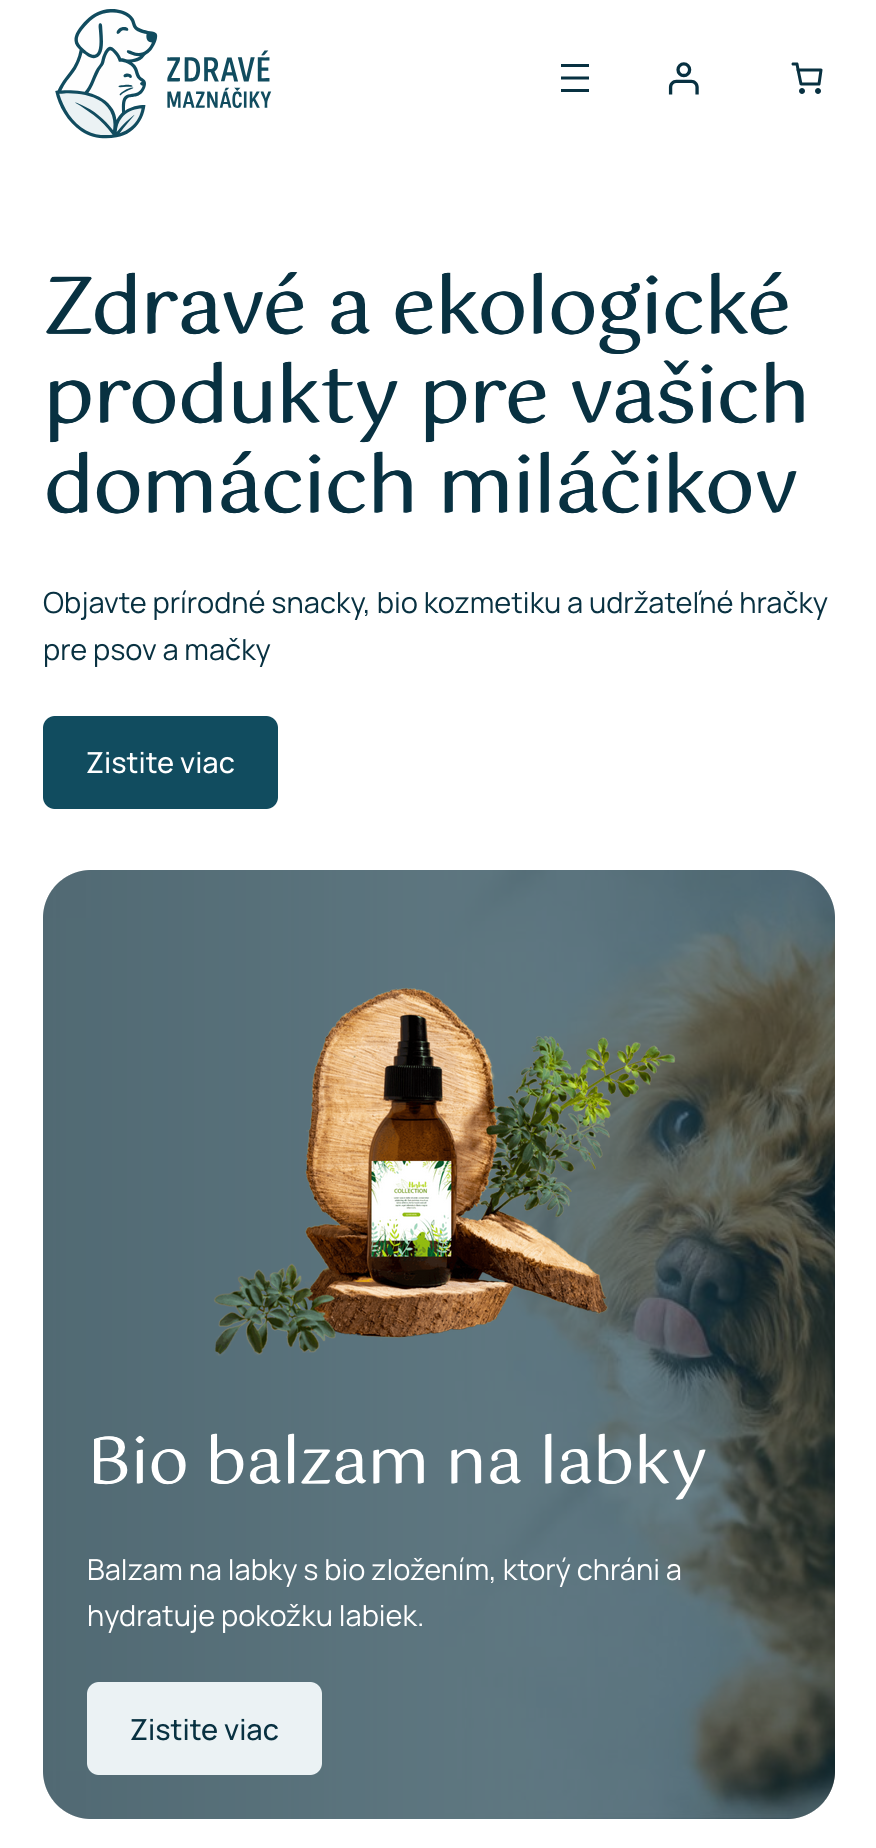 ZDRAVÉ
MAZNÁČIKY
Zdravé a ekologické
produkty pre vašich
domácich miláčikov
Objavte prírodné snacky, bio kozmetiku a udržateľné hračky
pre psov a mačky
Zistite viac
Herbal
COLLECTION
Bio balzam na labky
Balzam na labky s bio zložením, ktorý chráni a
hydratuje pokožku labiek.
Zistite viac